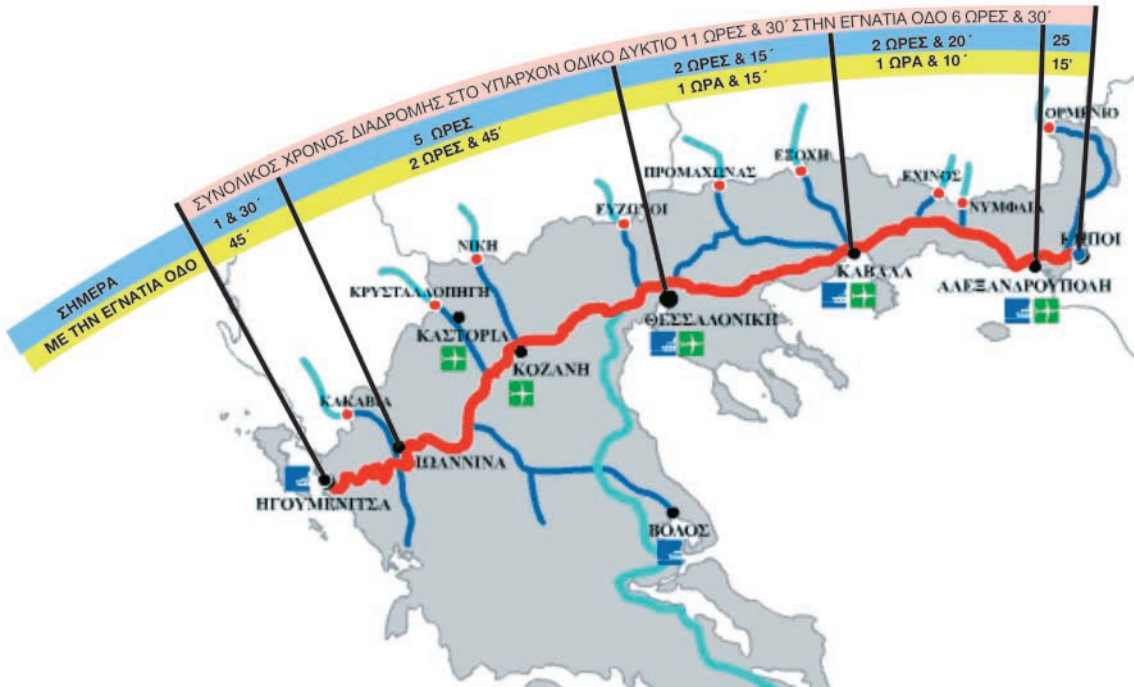 ΣΥΝΟΛΙΚΟΣ ΧΡΟΝΟΣ ΔΙΑΔΡΟΜΗΣ ΣΤΟ ΥΠΑΡΧΟΝ ΟΔΙΚΟ ΔΥΚΤΙΟ 11 ΩΡΕΣ & 30΄ ΣΤΗΝ ΕΓΝΑΤΙΑ ΟΔΟ 6 ΩΡΕΣ & 30΄
ΣΗΜΕΡΑ
1 & 30΄
5 ΩΡΕΣ
2 ΩΡΕΣ & 15΄
2 ΩΡΕΣ & 20΄
25
ΜΕ ΤΗΝ ΕΓΝΑΤΙΑ ΟΔΟ
45΄
2 ΩΡΕΣ & 45΄
1 ΩΡΑ & 15΄
1 ΩΡΑ & 10΄
15'
ΟΡΜΕΝΙΟ
ΕΞΟΧΗ
ΠΡΟΜΑΧΩΝΑΣ
ΕΧΙΝΟΣ
ΝΥΜΦΑΙΑ
ΕΥΖΩΝΟΙ
ΚΗΠΟΙ
ΝΙΚΗ
ΚΑΒΑΛΑ
ΑΛΕΞΑΝΔΡΟΥΠΟΛΗ
ΚΡΥΣΤΑΛΛΟΠΗΓΗ
ΘΕΣΣΑΛΟΝΙΚΗ
ΚΑΣΤΟΡΙΑ
ΚΟΖΑΝΗ
ΚΑΚΑΒΙΑ
ΙΩΑΝΝΙΝΑ
ΗΓΟΥΜΕΝΙΤΣΑ
ΒΟΛΟΣ